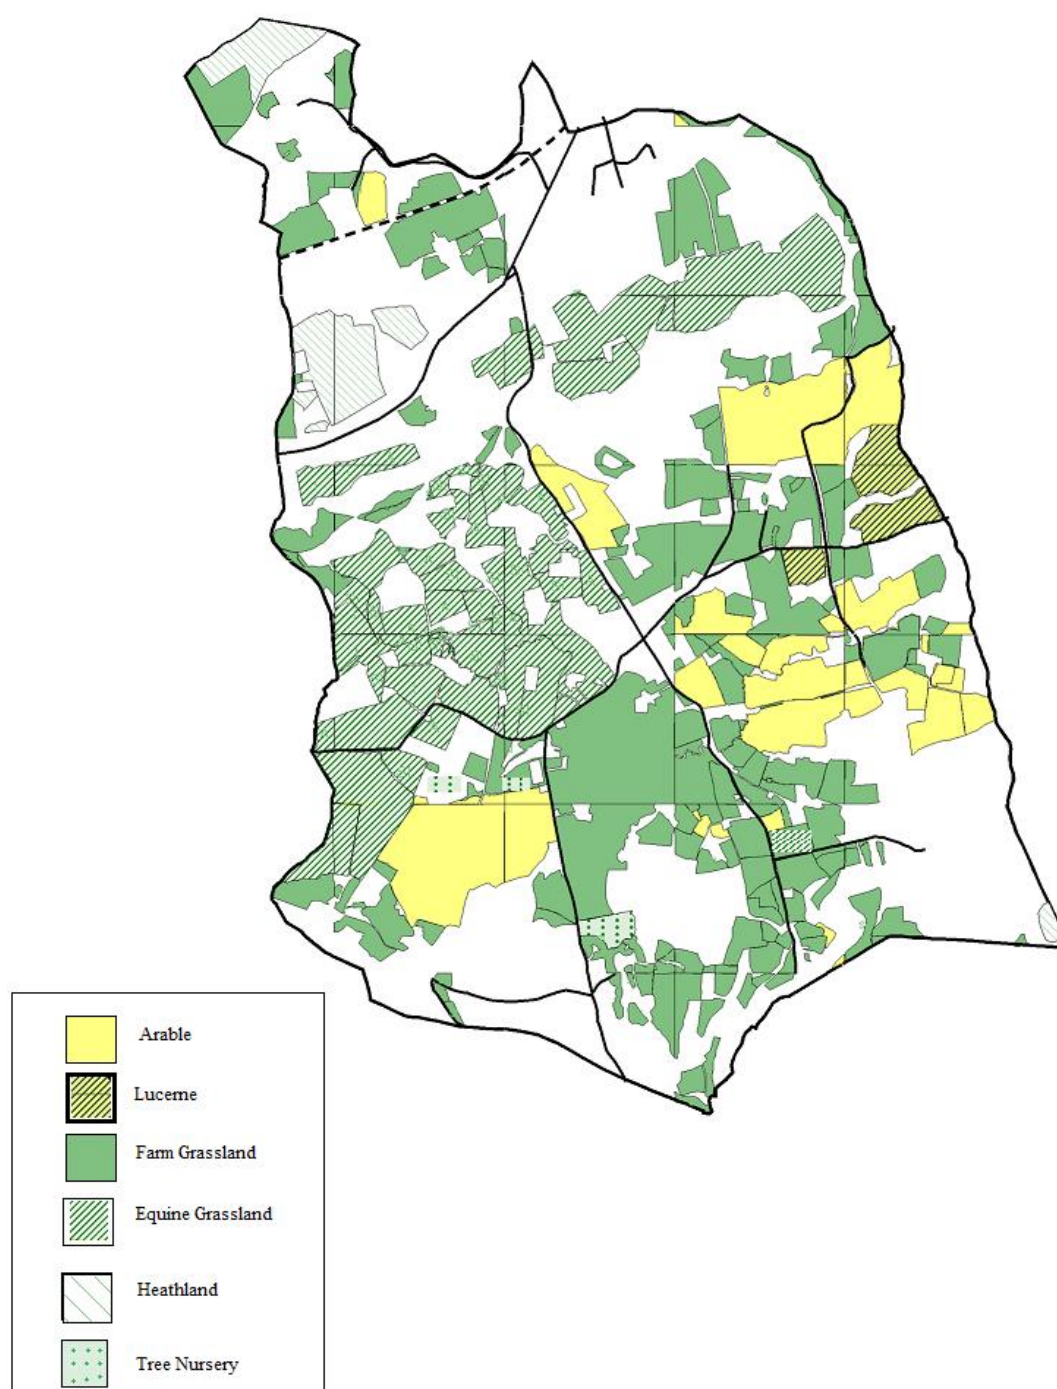 Arable
Lucerne
Farm Grassland
Equine Grassland
Heathland
Tree Nursery